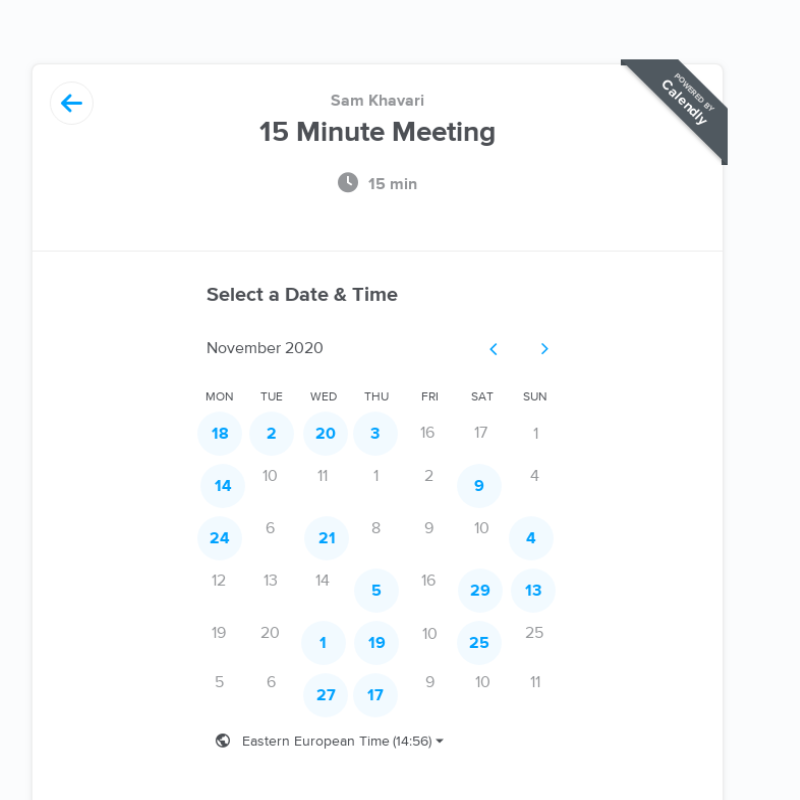 Sam Khavari
15 Minute Meeting
POWERED BY
Calendly
15 min
Select a Date & Time
November 2020
MON TUE WED THU FRI SAT SUN
18 2 20 3 16 17 1
14 10 11 1 2 9 4
24 6 21 8 9 10 4
12 13 14 5 16 29 13
19 20 1 19 10 25 25
5 6 27 17 9 10 11
Eastern European Time (14:56)